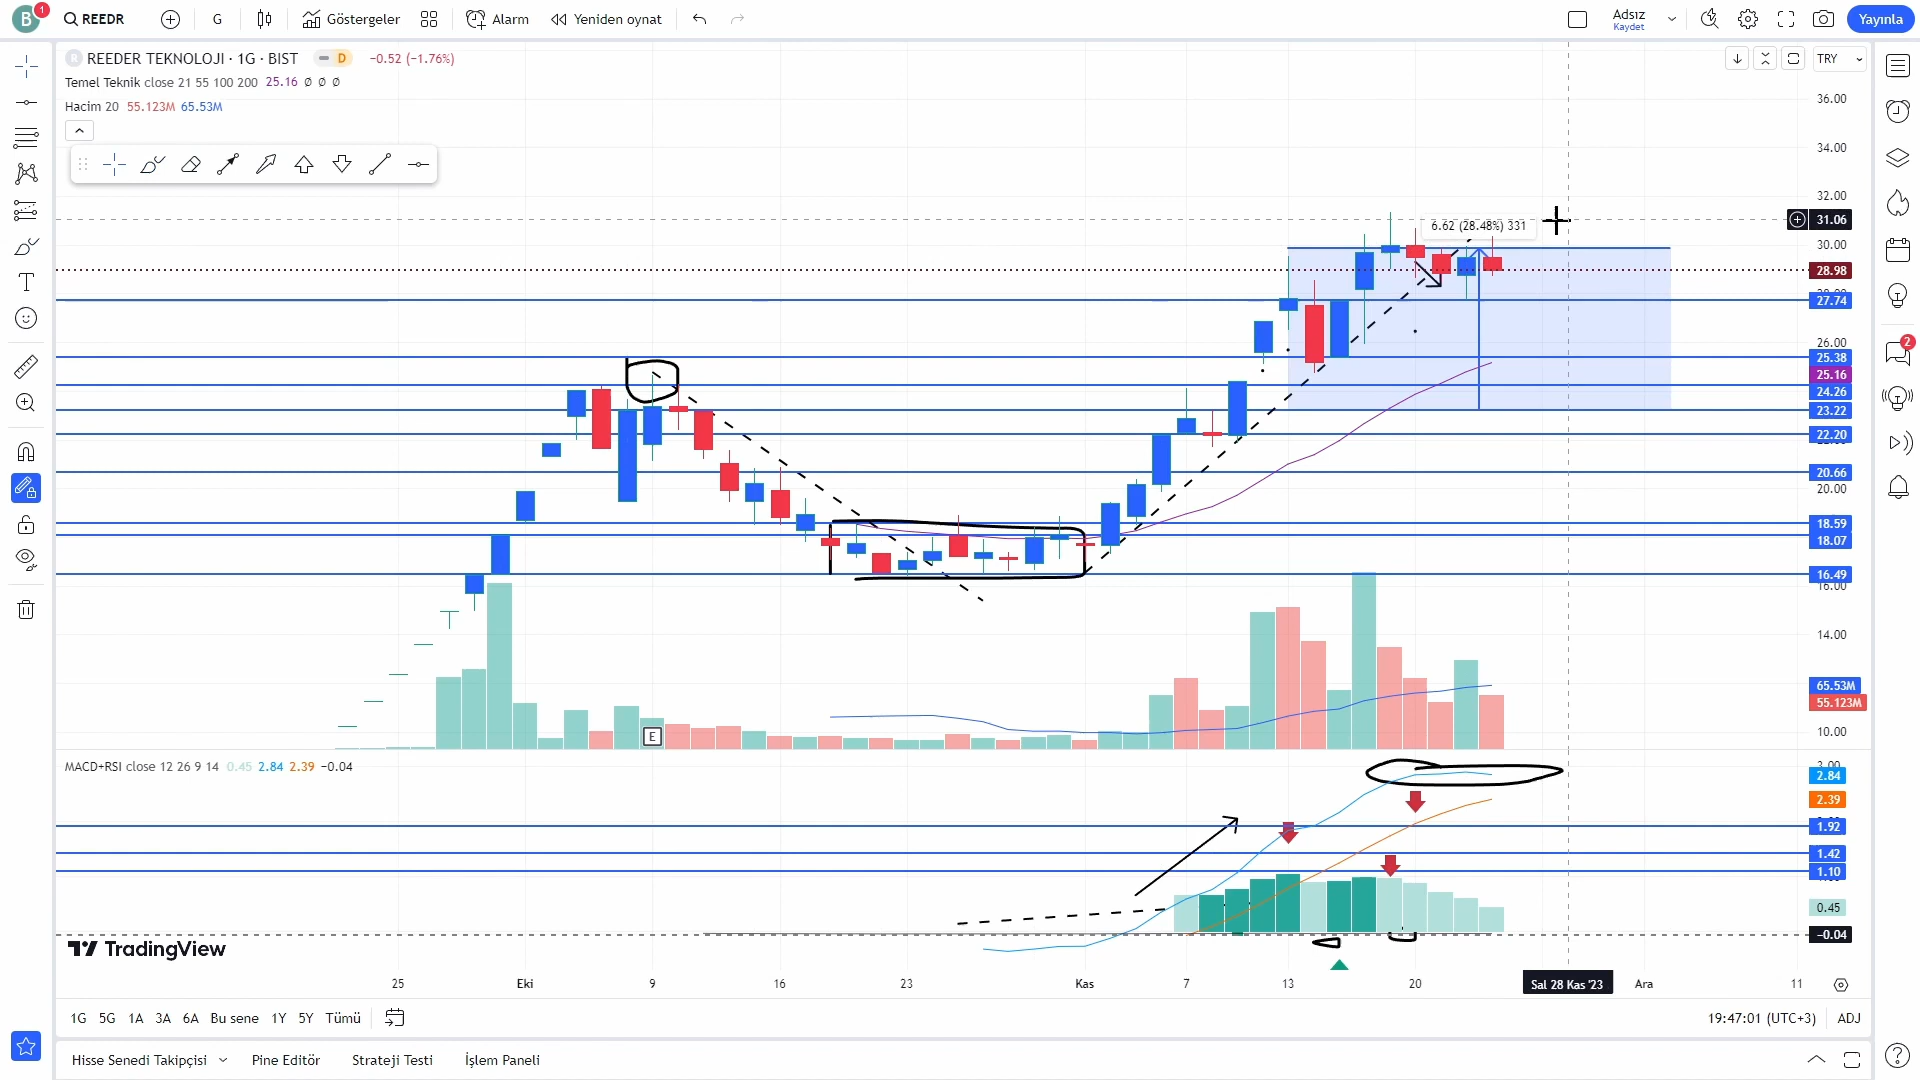 B 1 REEDR G Göstergeler Alarm Yeniden oynat Adsız Kaydet Yayınla
REEDER TEKNOLOJI · 1G · BIST D −0.52 (−1.76%) TRY
Temel Teknik close 21 55 100 200 25.16 ∅ ∅ ∅
Hacim 20 55.123M 65.53M
36.00
34.00
32.00
6.62 (28.48%) 331
31.06
30.00
28.98
27.74
26.00
25.38
25.16
24.26
23.22
22.20
20.66
20.00
18.59
18.07
16.49
16.00
14.00
65.53M
55.123M
10.00
E
MACD+RSI close 12 26 9 14 0.45 2.84 2.39 −0.04
3.00
2.84
2.39
1.92
1.42
1.10
0.45
−0.04
TradingView
25 Eki 9 16 23 Kas 7 13 20 Sal 28 Kas '23 Ara 11
1G 5G 1A 3A 6A Bu sene 1Y 5Y Tümü 19:47:01 (UTC+3) ADJ
Hisse Senedi Takipçisi Pine Editör Strateji Testi İşlem Paneli
2